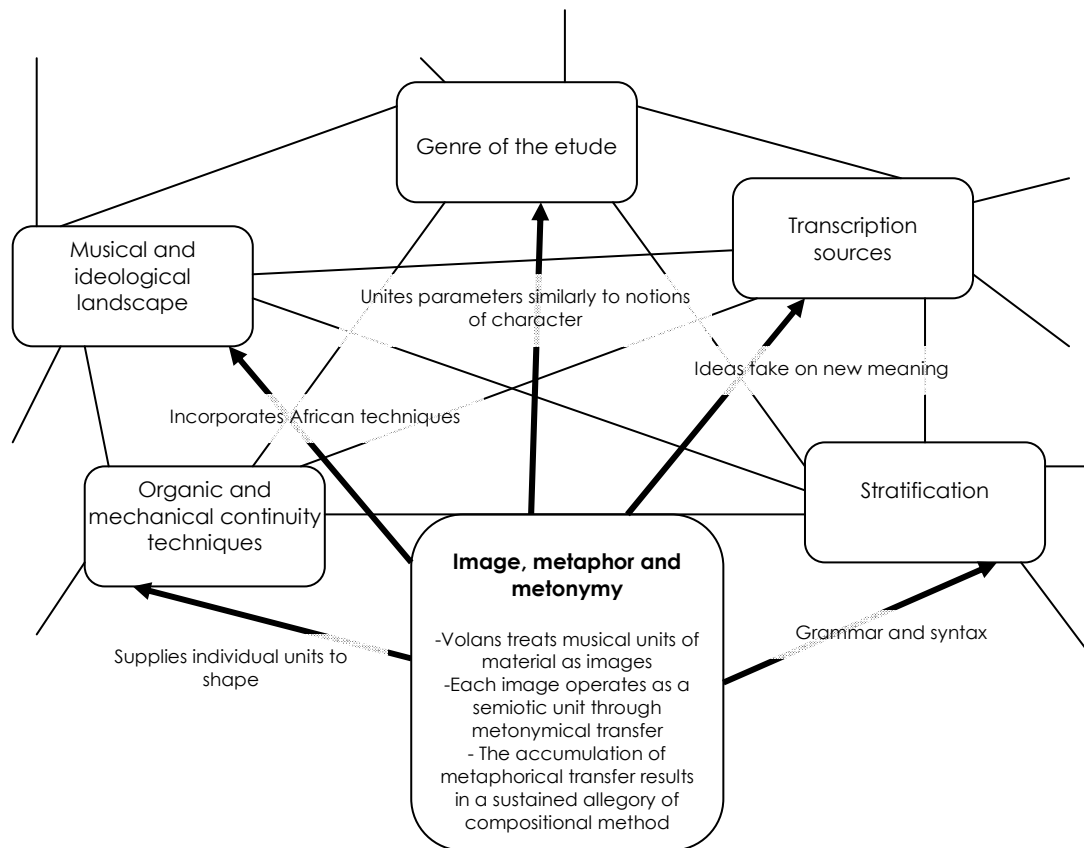 Genre of the etude
Transcription
sources
Musical and
ideological
landscape
Unites parameters similarly to notions
of character
Ideas take on new meaning
Incorporates African techniques
Organic and
mechanical continuity
techniques
Stratification
Image, metaphor and
metonymy
-Volans treats musical units of
material as images
-Each image operates as a
semiotic unit through
metonymical transfer
- The accumulation of
metaphorical transfer results
in a sustained allegory of
compositional method
Grammar and syntax
Supplies individual units to
shape